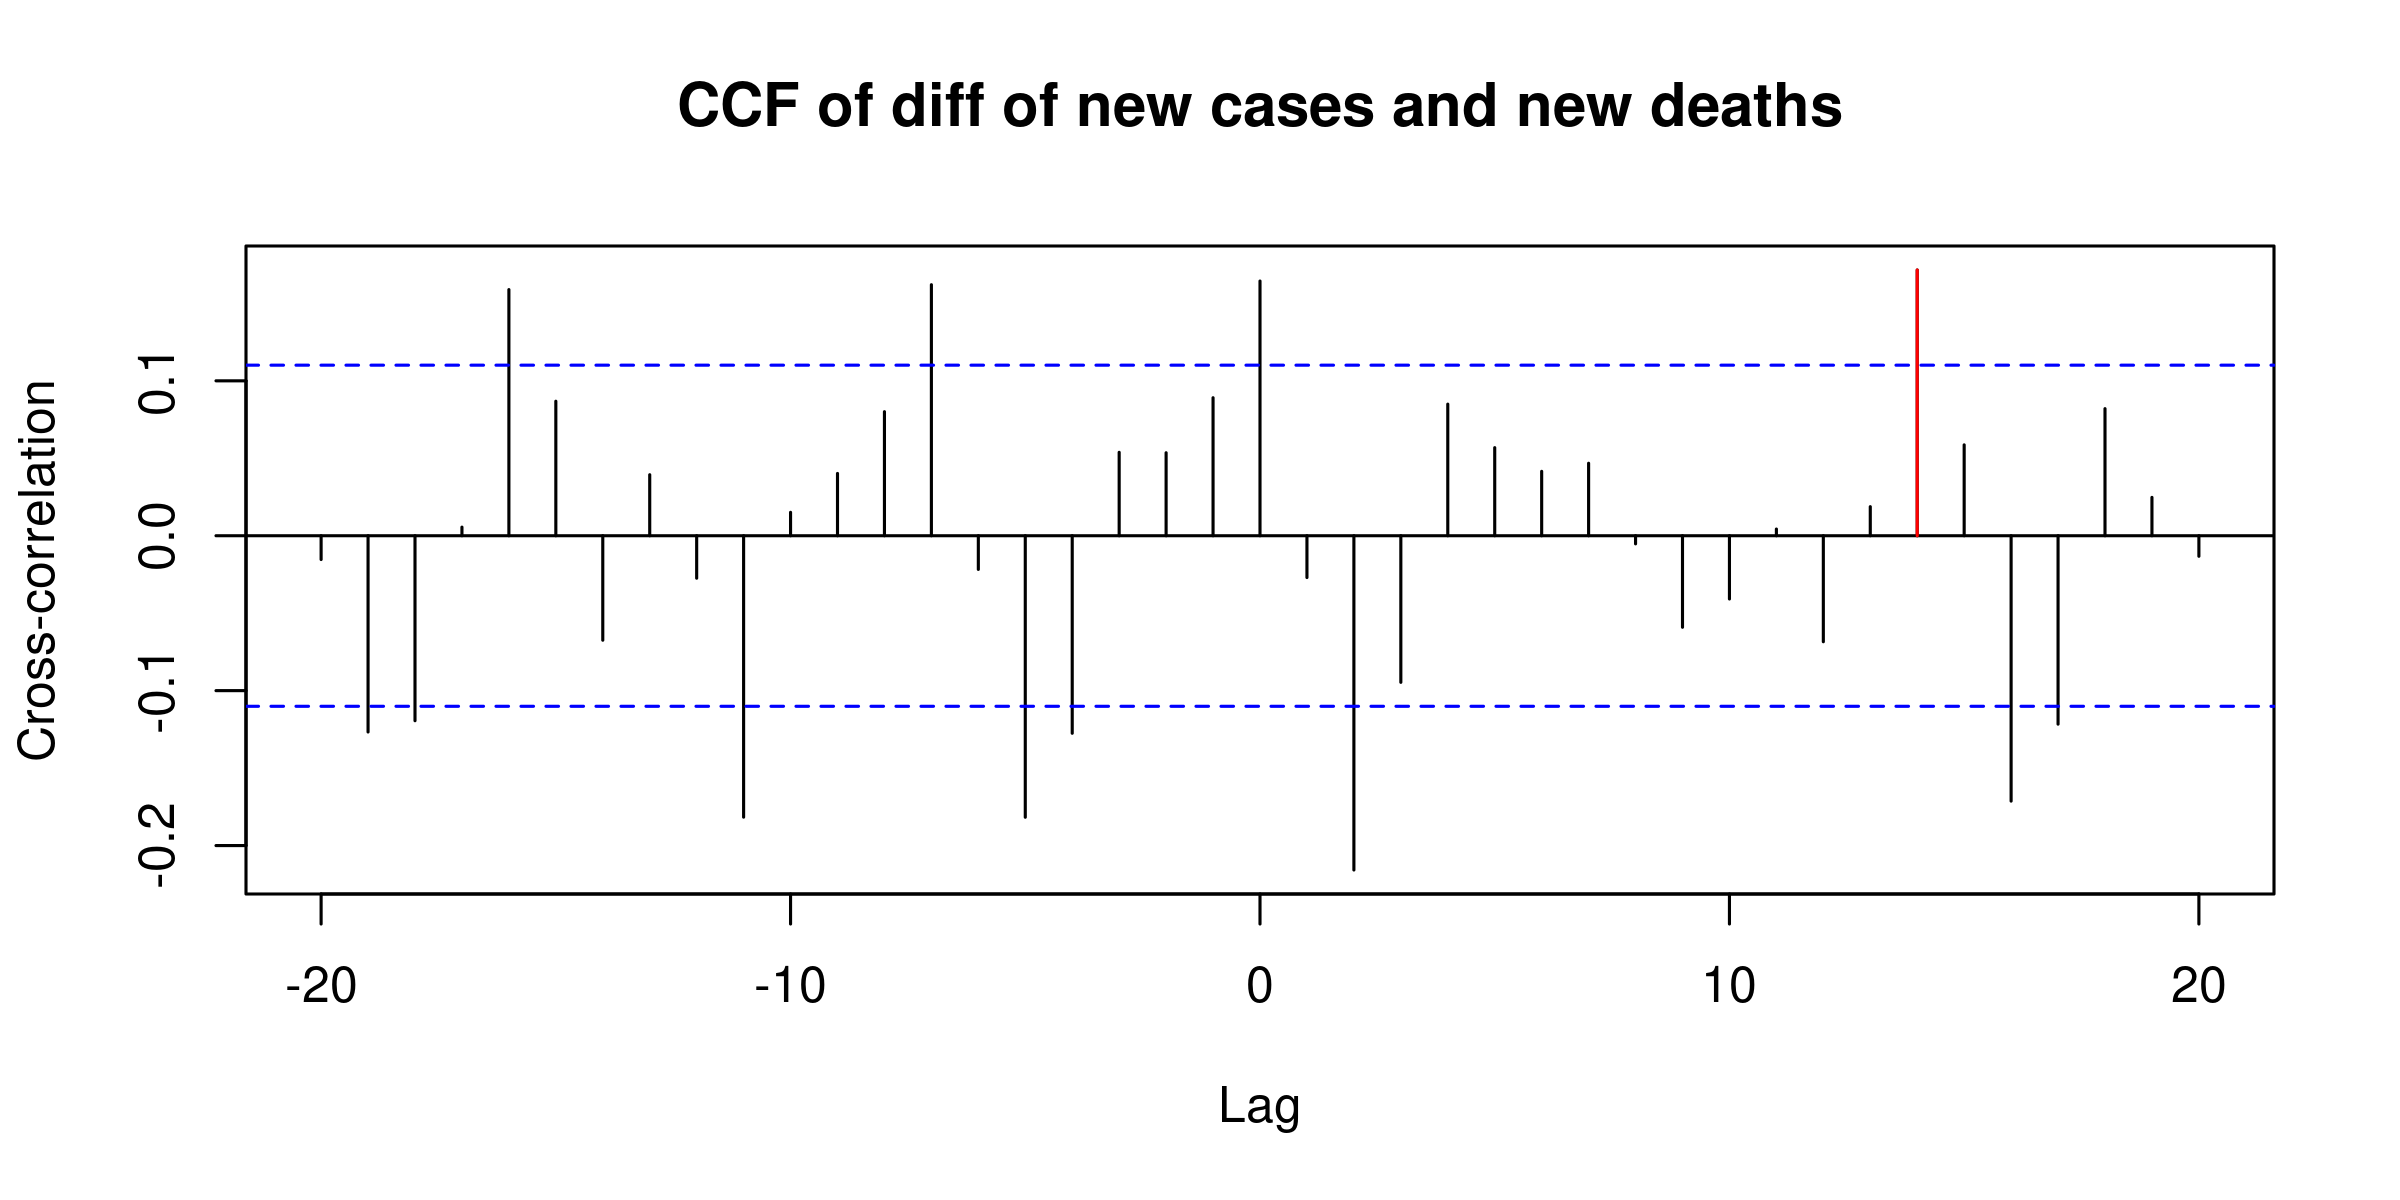 CCF of diff of new cases and new deaths
Cross-correlation
0.1
0.0
-0.1
-0.2
-20 -10 0 10 20
Lag